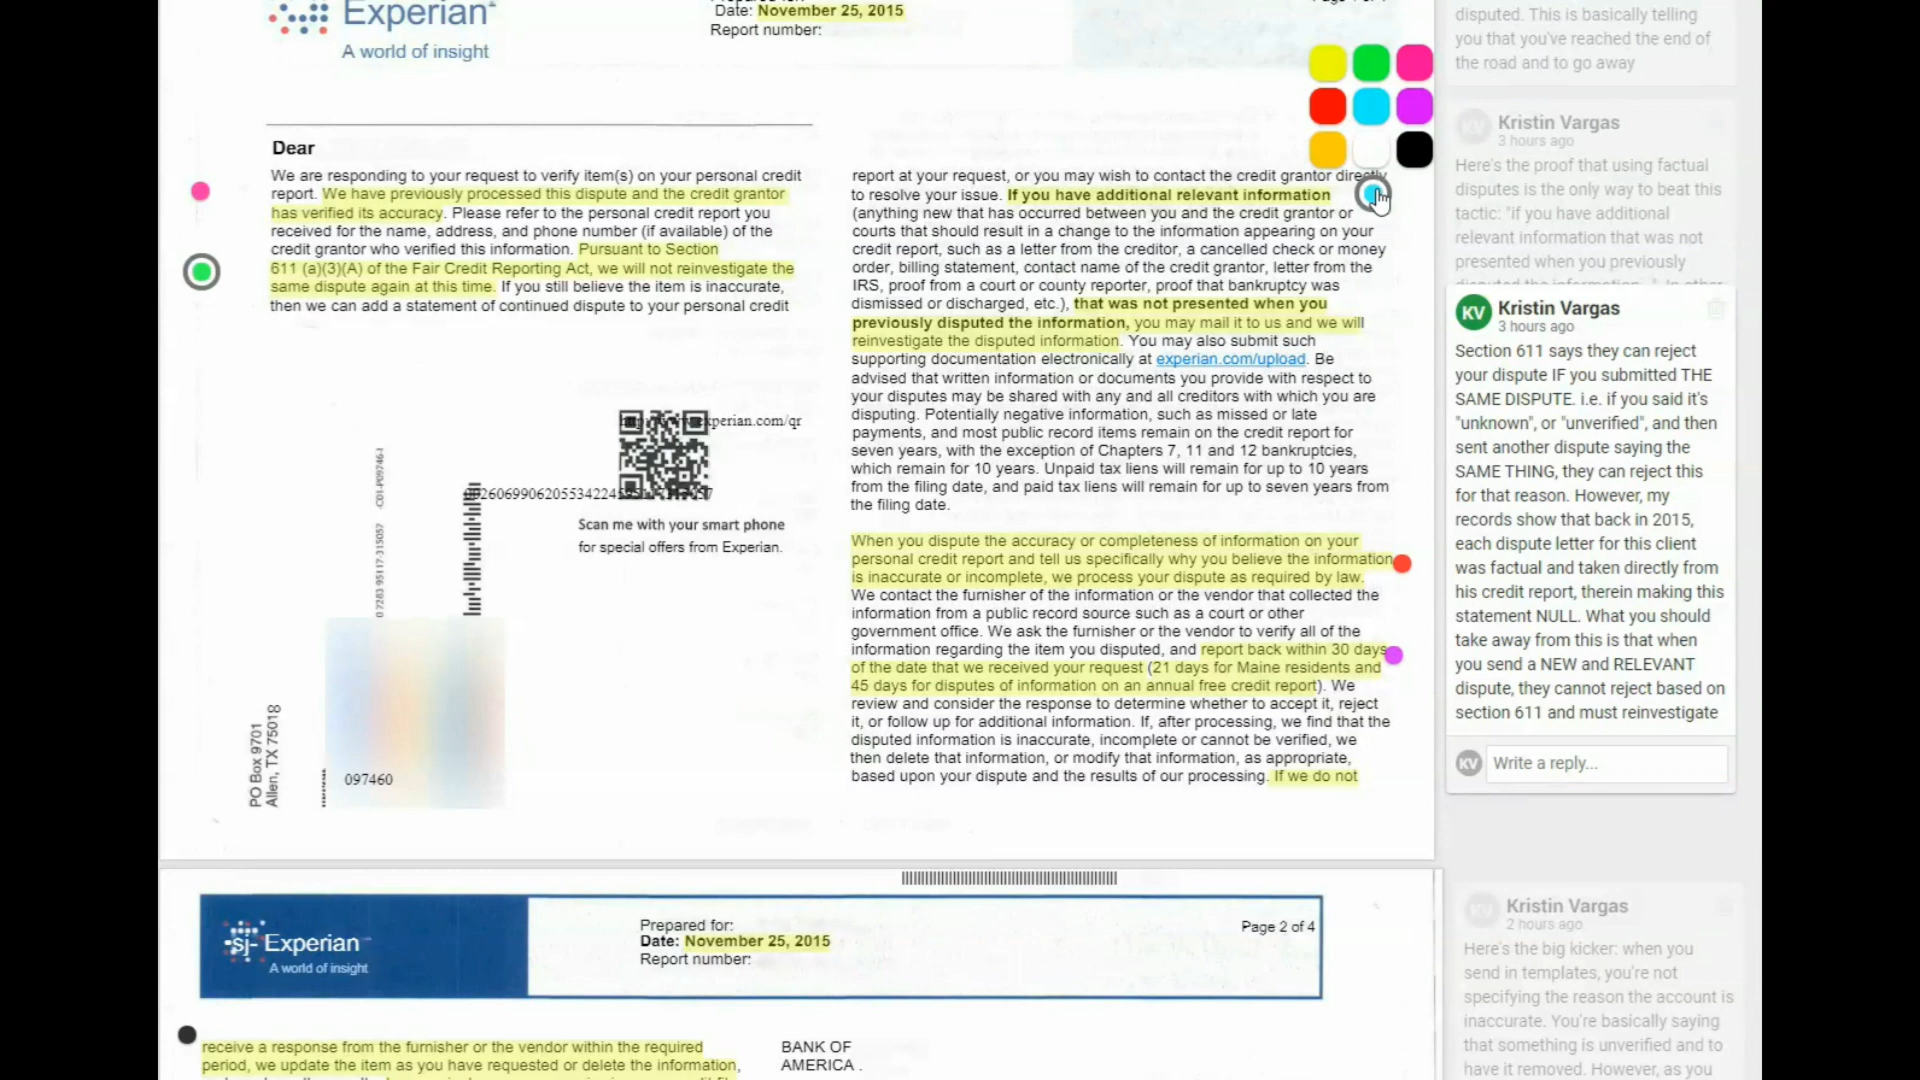 Experian
A world of insight
Date: November 25, 2015
Report number:
Dear
We are responding to your request to verify item(s) on your personal credit
report. We have previously processed this dispute and the credit grantor
has verified its accuracy. Please refer to the personal credit report you
received for the name, address, and phone number (if available) of the
credit grantor who verified this information. Pursuant to Section
611 (a)(3)(A) of the Fair Credit Reporting Act, we will not reinvestigate the
same dispute again at this time. If you still believe the item is inaccurate,
then we can add a statement of continued dispute to your personal credit
experian.com/qr
Scan me with your smart phone
for special offers from Experian.
07283 95117-315057 -C01-P09746-I
PO Box 9701
Allen, TX 75018
097460
report at your request, or you may wish to contact the credit grantor directly
to resolve your issue. If you have additional relevant information
(anything new that has occurred between you and the credit grantor or
courts that should result in a change to the information appearing on your
credit report, such as a letter from the creditor, a cancelled check or money
order, billing statement, contact name of the credit grantor, letter from the
IRS, proof from a court or county reporter, proof that bankruptcy was
dismissed or discharged, etc.), that was not presented when you
previously disputed the information, you may mail it to us and we will
reinvestigate the disputed information. You may also submit such
supporting documentation electronically at experian.com/upload. Be
advised that written information or documents you provide with respect to
your disputes may be shared with any and all creditors with which you are
disputing. Potentially negative information, such as missed or late
payments, and most public record items remain on the credit report for
seven years, with the exception of Chapters 7, 11 and 12 bankruptcies,
which remain for 10 years. Unpaid tax liens will remain for up to 10 years
from the filing date, and paid tax liens will remain for up to seven years from
the filing date.
When you dispute the accuracy or completeness of information on your
personal credit report and tell us specifically why you believe the information
is inaccurate or incomplete, we process your dispute as required by law.
We contact the furnisher of the information or the vendor that collected the
information from a public record source such as a court or other
government office. We ask the furnisher or the vendor to verify all of the
information regarding the item you disputed, and report back within 30 days
of the date that we received your request (21 days for Maine residents and
45 days for disputes of information on an annual free credit report). We
review and consider the response to determine whether to accept it, reject
it, or follow up for additional information. If, after processing, we find that the
disputed information is inaccurate, incomplete or cannot be verified, we
then delete that information, or modify that information, as appropriate,
based upon your dispute and the results of our processing. If we do not
sj- Experian
A world of insight
Prepared for:
Date: November 25, 2015
Report number:
Page 2 of 4
receive a response from the furnisher or the vendor within the required
period, we update the item as you have requested or delete the information,
BANK OF
AMERICA .
disputed. This is basically telling
you that you've reached the end of
the road and to go away
KV
Kristin Vargas
3 hours ago
Here's the proof that using factual
disputes is the only way to beat this
tactic: "if you have additional
relevant information that was not
presented when you previously
disputed the information
KV
Kristin Vargas
3 hours ago
Section 611 says they can reject
your dispute IF you submitted THE
SAME DISPUTE. i.e. if you said it's
"unknown", or "unverified", and then
sent another dispute saying the
SAME THING, they can reject this
for that reason. However, my
records show that back in 2015,
each dispute letter for this client
was factual and taken directly from
his credit report, therein making this
statement NULL. What you should
take away from this is that when
you send a NEW and RELEVANT
dispute, they cannot reject based on
section 611 and must reinvestigate
KV
Write a reply...
KV
Kristin Vargas
2 hours ago
Here's the big kicker: when you
send in templates, you're not
specifying the reason the account is
inaccurate. You're basically saying
that something is unverified and to
have it removed. However, as you